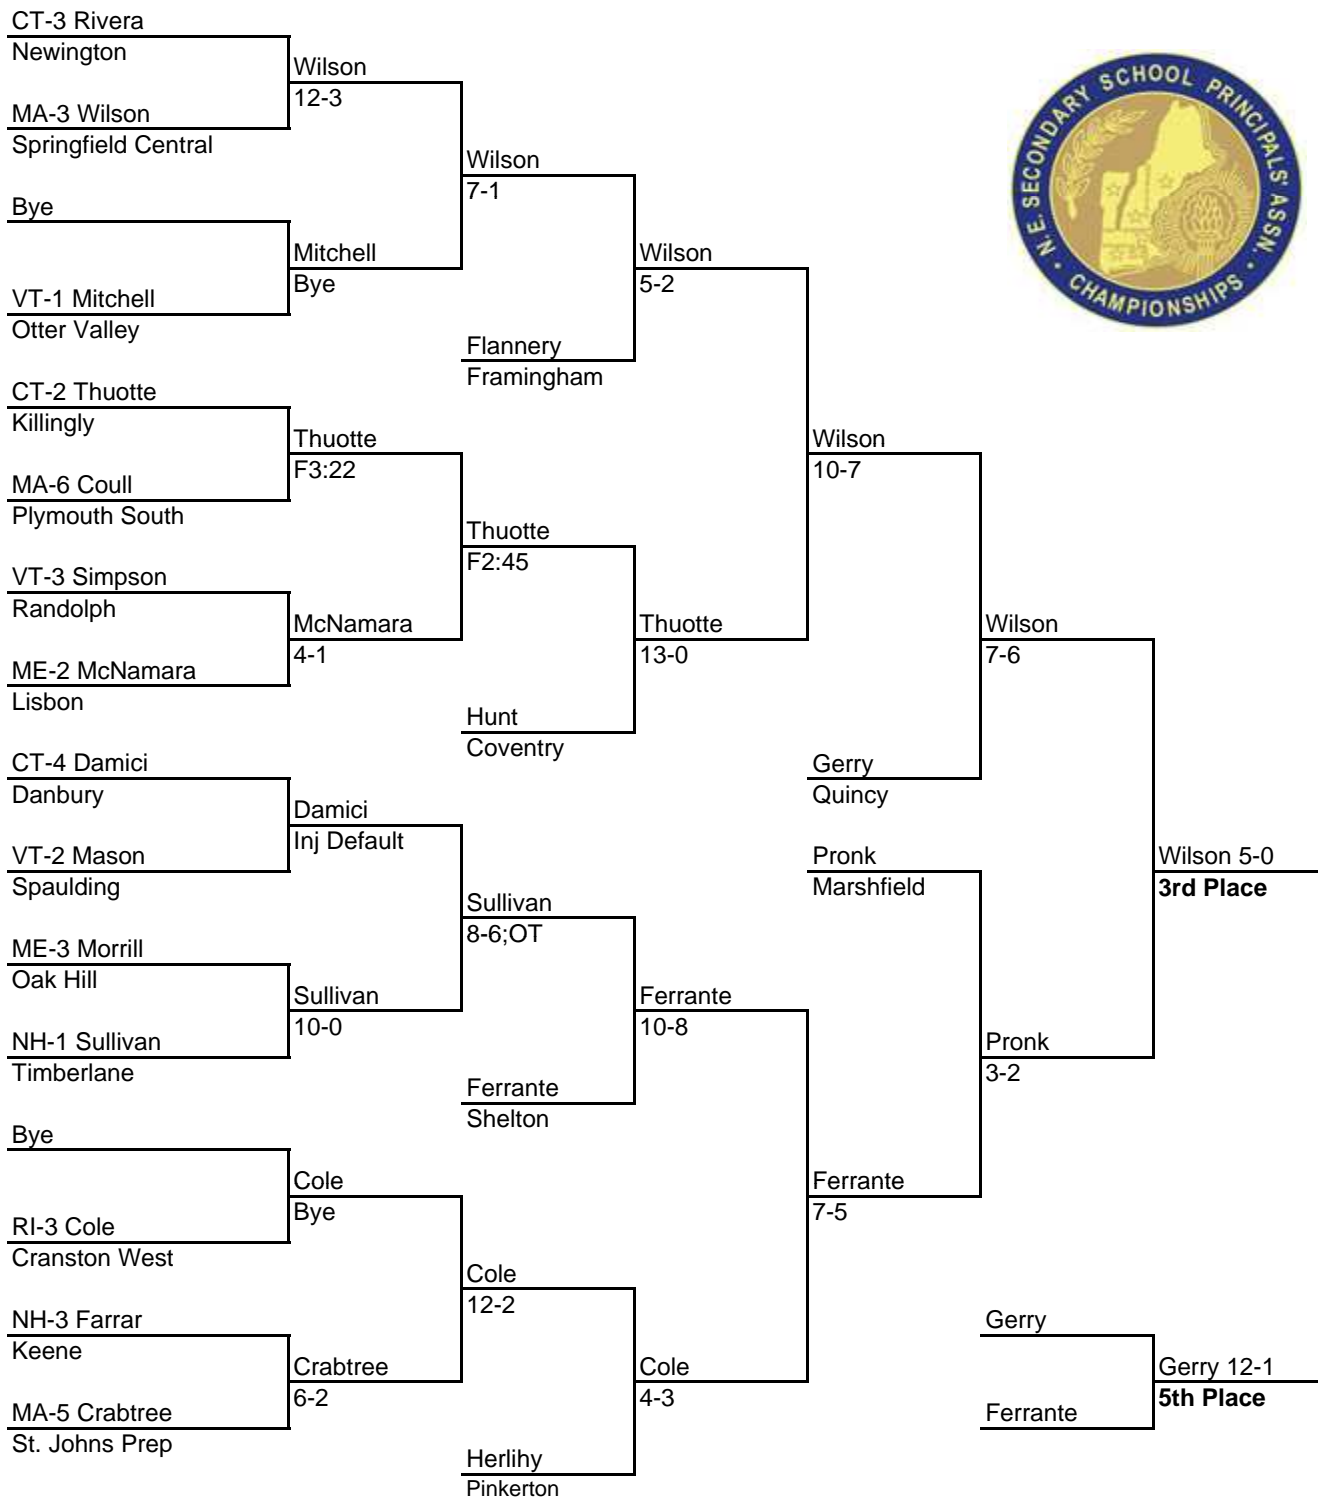 CT-3 Rivera
Newington
MA-3 Wilson
Springfield Central
Bye
VT-1 Mitchell
Otter Valley
CT-2 Thuotte
Killingly
MA-6 Coull
Plymouth South
VT-3 Simpson
Randolph
ME-2 McNamara
Lisbon
CT-4 Damici
Danbury
VT-2 Mason
Spaulding
ME-3 Morrill
Oak Hill
NH-1 Sullivan
Timberlane
Bye
RI-3 Cole
Cranston West
NH-3 Farrar
Keene
MA-5 Crabtree
St. Johns Prep
Wilson
12-3
Mitchell
Bye
Thuotte
F3:22
McNamara
4-1
Damici
Inj Default
Sullivan
10-0
Cole
Bye
Crabtree
6-2
Wilson
7-1
Flannery
Framingham
Thuotte
F2:45
Hunt
Coventry
Sullivan
8-6;OT
Ferrante
Shelton
Cole
12-2
Herlihy
Pinkerton
Wilson
5-2
Thuotte
13-0
Ferrante
10-8
Cole
4-3
Wilson
10-7
Gerry
Quincy
Pronk
Marshfield
Ferrante
7-5
Wilson
7-6
Pronk
3-2
Gerry
Ferrante
Wilson 5-0
3rd Place
Gerry 12-1
5th Place
N.E. SECONDARY SCHOOL PRINCIPALS' ASSN.
• CHAMPIONSHIPS •